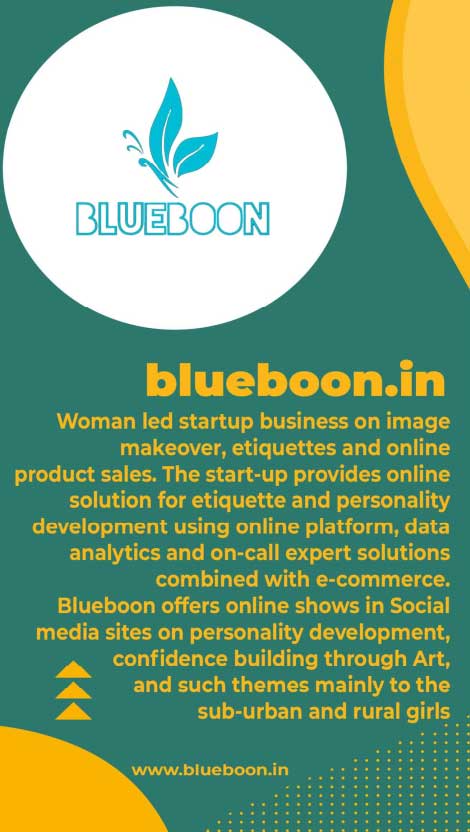 BLUEBOON
blueboon.in
Woman led startup business on image
makeover, etiquettes and online
product sales. The start-up provides online
solution for etiquette and personality
development using online platform, data
analytics and on-call expert solutions
combined with e-commerce.
Blueboon offers online shows in Social
media sites on personality development,
confidence building through Art,
and such themes mainly to the
sub-urban and rural girls
www.blueboon.in